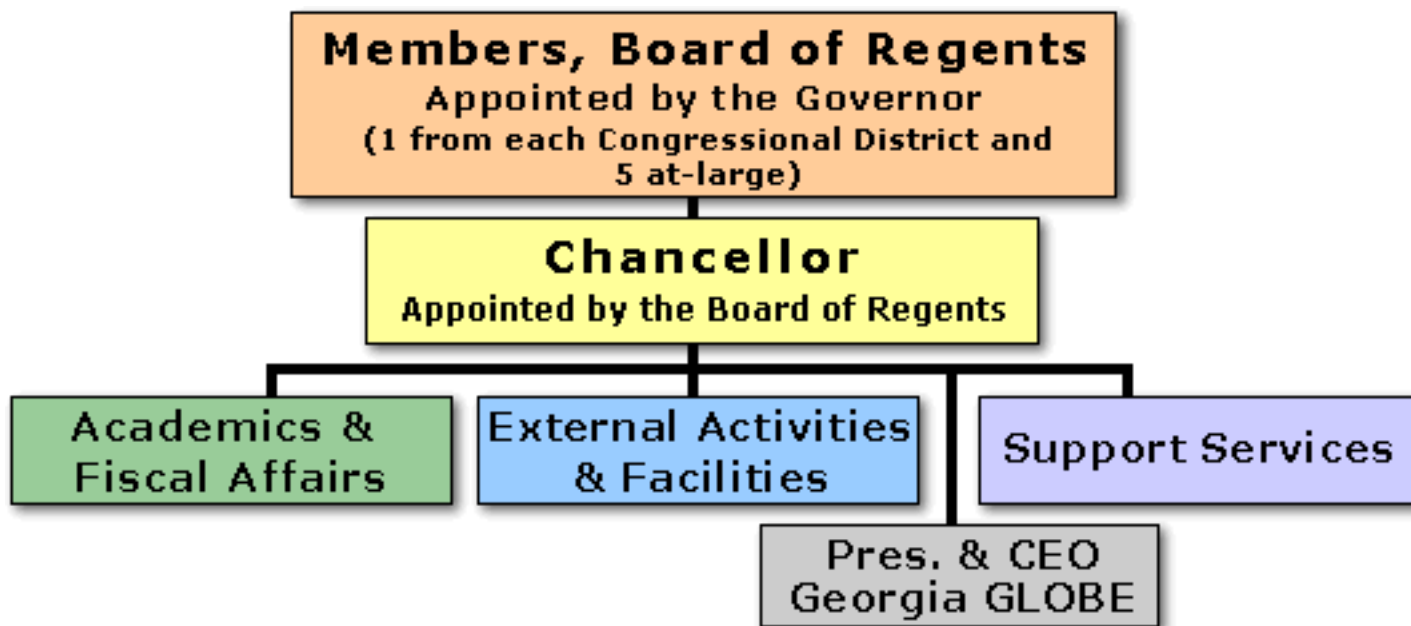 Members, Board of Regents
Appointed by the Governor
(1 from each Congressional District and
5 at-large)
Chancellor
Appointed by the Board of Regents
Academics &
Fiscal Affairs
External Activities
& Facilities
Support Services
Pres. & CEO
Georgia GLOBE